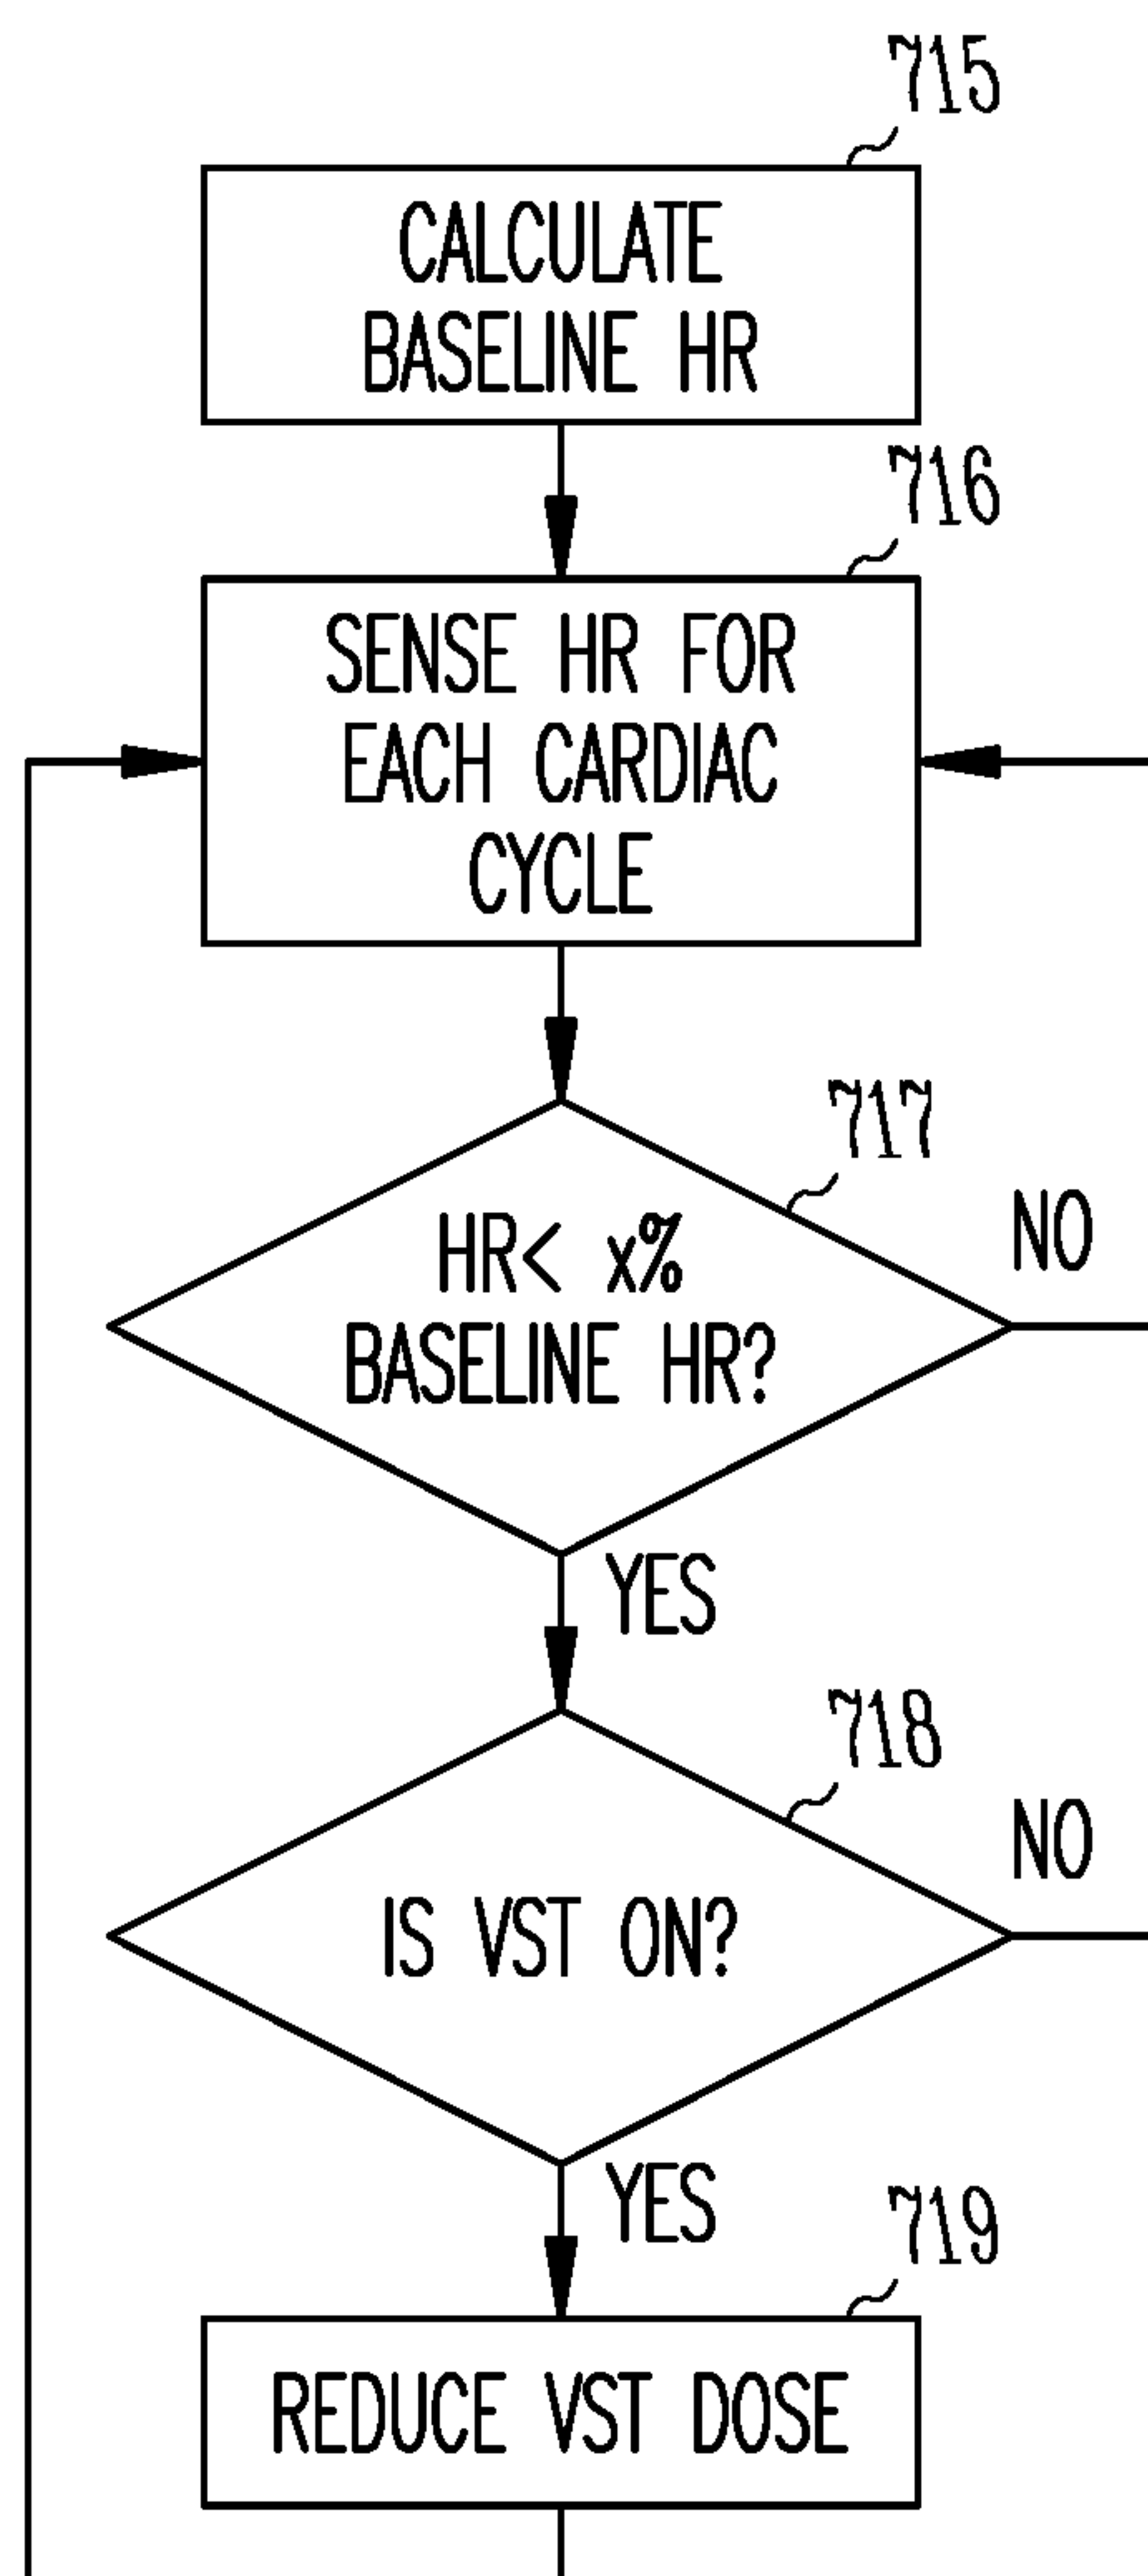 715
CALCULATE
BASELINE HR
716
SENSE HR FOR
EACH CARDIAC
CYCLE
717
NO
HR< x%
BASELINE HR?
YES
718
NO
IS VST ON?
YES
719
REDUCE VST DOSE